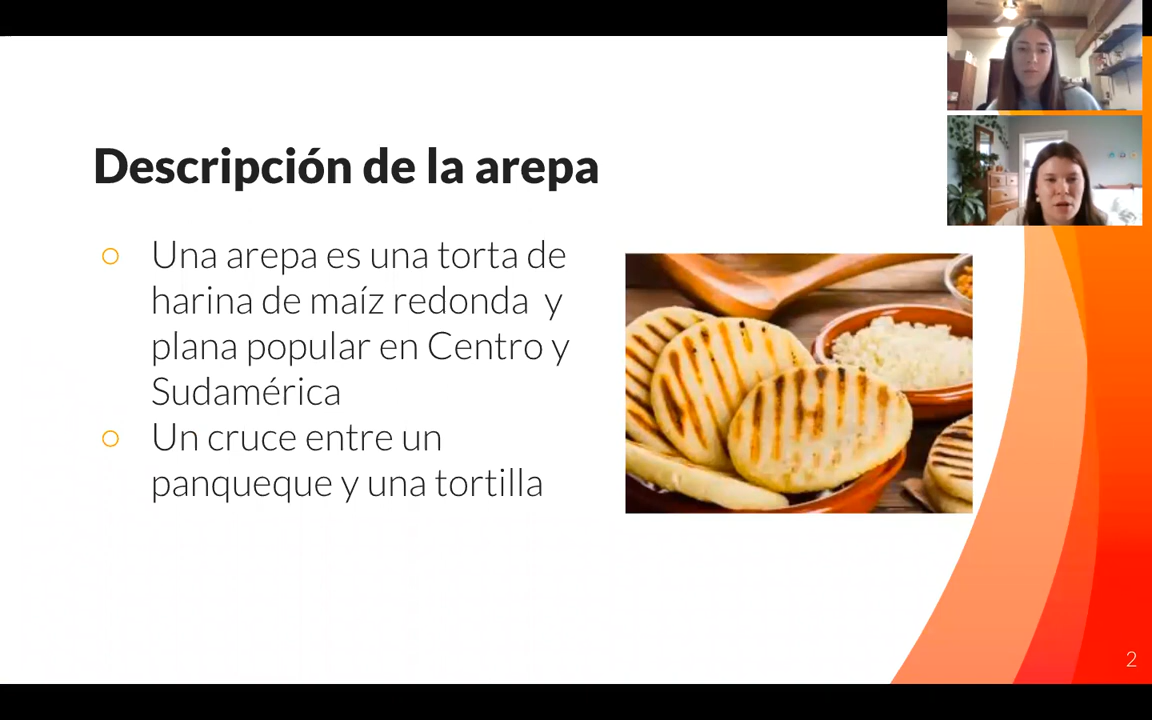 Descripción de la arepa
Una arepa es una torta de
harina de maíz redonda y
plana popular en Centro y
Sudamérica
Un cruce entre un
panqueque y una tortilla
2